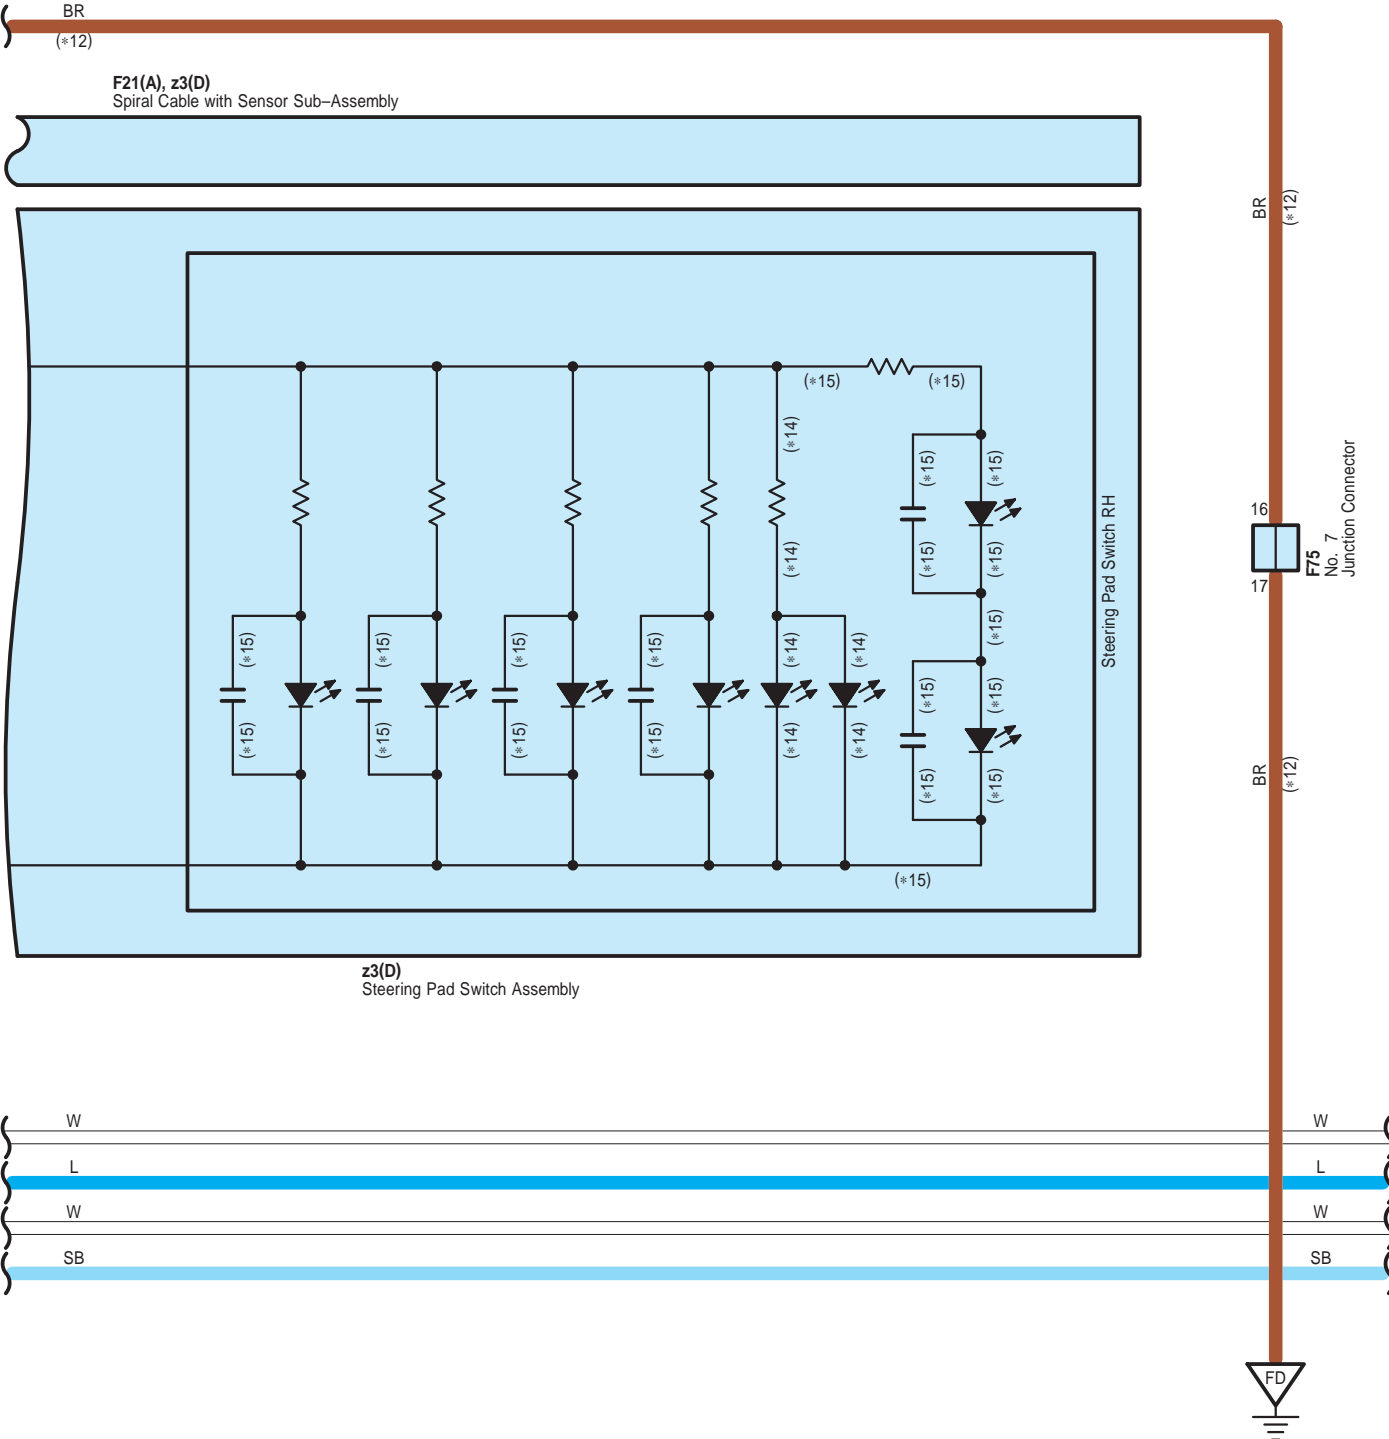 BR
(*12)
F21(A), z3(D)
Spiral Cable with Sensor Sub–Assembly
BR
(*12)
(*15)
(*15)
(*14)
(*15)
(*15)
Steering Pad Switch RH
16
F75
No. 7
Junction Connector
17
(*14)
(*15)
(*15)
(*15)
(*15)
(*15)
(*15)
(*15)
(*14)
(*14)
(*15)
(*15)
(*15)
(*15)
(*15)
(*15)
(*14)
(*14)
(*15)
(*15)
BR
(*12)
(*15)
z3(D)
Steering Pad Switch Assembly
W
W
L
L
W
W
SB
SB
FD